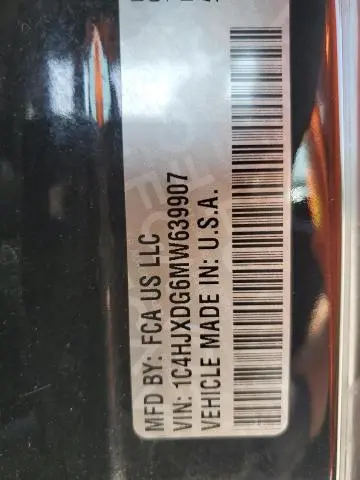 MFD BY: FCA US LLC
VIN: 1C4HJXDG6MW639907
VEHICLE MADE IN: U.S.A.